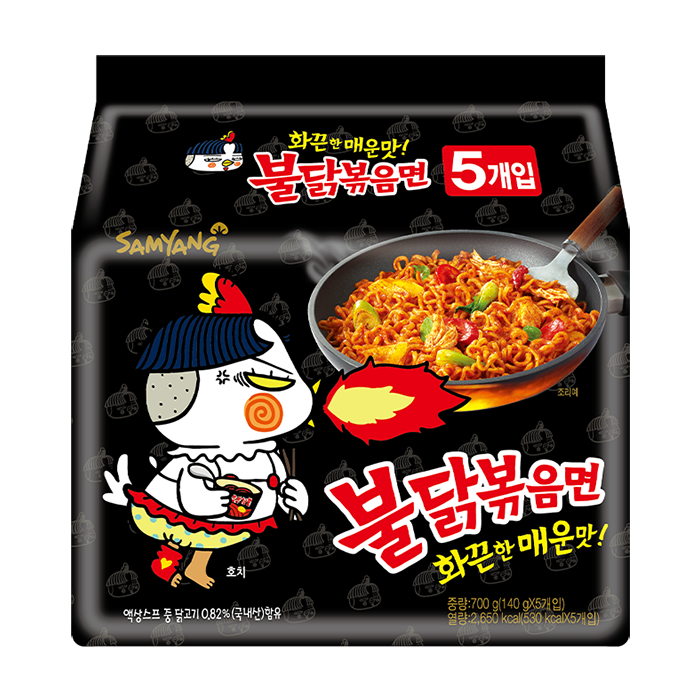 화끈한 매운맛!
불닭볶음면
5개입
SAMYANG
조리예
불닭볶음면
화끈한 매운맛!
호치
액상스프 중 닭고기 0.82%(국내산)함유
중량:700 g(140 gX5개입)
열량:2,650 kcal(530 kcalX5개입)